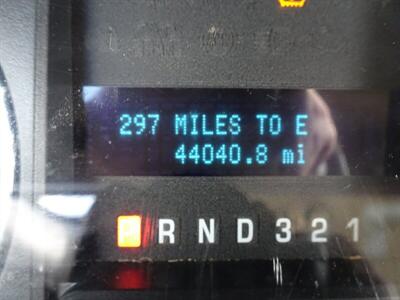 297 MILES TO E
44040.8 mi
P R N D 3 2 1